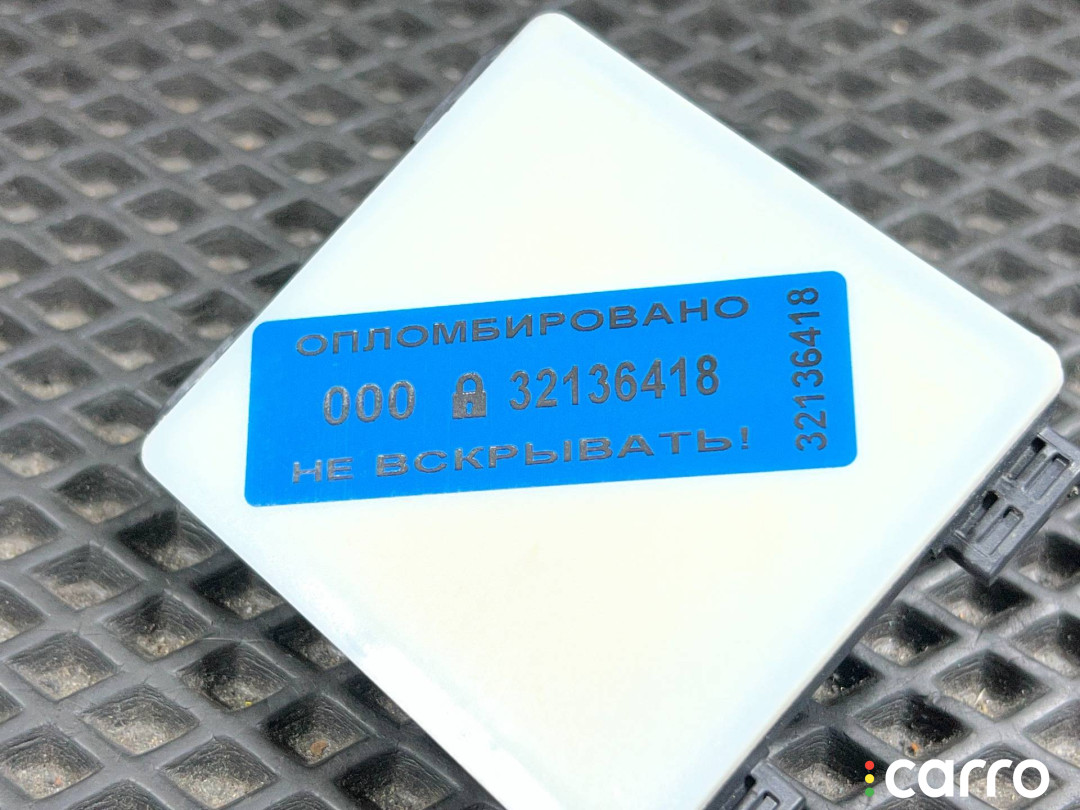 ОПЛОМБИРОВАНО
000 32136418
НЕ ВСКРЫВАТЬ!
32136418
carro